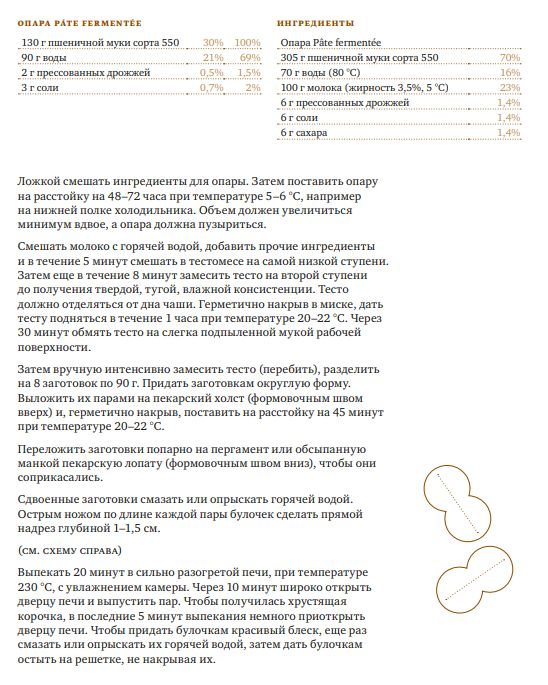 ОПАРА PÂTE FERMENTÉE
130 г пшеничной муки сорта 550 30% 100%
90 г воды 21% 69%
2 г прессованных дрожжей 0,5% 1,5%
3 г соли 0,7% 2%
ИНГРЕДИЕНТЫ
Опара Pâte fermentée
305 г пшеничной муки сорта 550 70%
70 г воды (80 °C) 16%
100 г молока (жирность 3,5%, 5 °C) 23%
6 г прессованных дрожжей 1,4%
6 г соли 1,4%
6 г сахара 1,4%
Ложкой смешать ингредиенты для опары. Затем поставить опару
на расстойку на 48–72 часа при температуре 5–6 °C, например
на нижней полке холодильника. Объем должен увеличиться
минимум вдвое, а опара должна пузыриться.
Смешать молоко с горячей водой, добавить прочие ингредиенты
и в течение 5 минут смешать в тестомесе на самой низкой ступени.
Затем еще в течение 8 минут замесить тесто на второй ступени
до получения твердой, тугой, влажной консистенции. Тесто
должно отделяться от дна чаши. Герметично накрыв в миске, дать
тесту подняться в течение 1 часа при температуре 20–22 °C. Через
30 минут обмять тесто на слегка подпыленной мукой рабочей
поверхности.
Затем вручную интенсивно замесить тесто (перебить), разделить
на 8 заготовок по 90 г. Придать заготовкам округлую форму.
Выложить их парами на пекарский холст (формовочным швом
вверх) и, герметично накрыв, поставить на расстойку на 45 минут
при температуре 20–22 °C.
Переложить заготовки попарно на пергамент или обсыпанную
манкой пекарскую лопату (формовочным швом вниз), чтобы они
соприкасались.
Сдвоенные заготовки смазать или опрыскать горячей водой.
Острым ножом по длине каждой пары булочек сделать прямой
надрез глубиной 1–1,5 см.
(СМ. СХЕМУ СПРАВА)
Выпекать 20 минут в сильно разогретой печи, при температуре
230 °C, с увлажнением камеры. Через 10 минут широко открыть
дверцу печи и выпустить пар. Чтобы получилась хрустящая
корочка, в последние 5 минут выпекания немного приоткрыть
дверцу печи. Чтобы придать булочкам красивый блеск, еще раз
смазать или опрыскать их горячей водой, затем дать булочкам
остыть на решетке, не накрывая их.